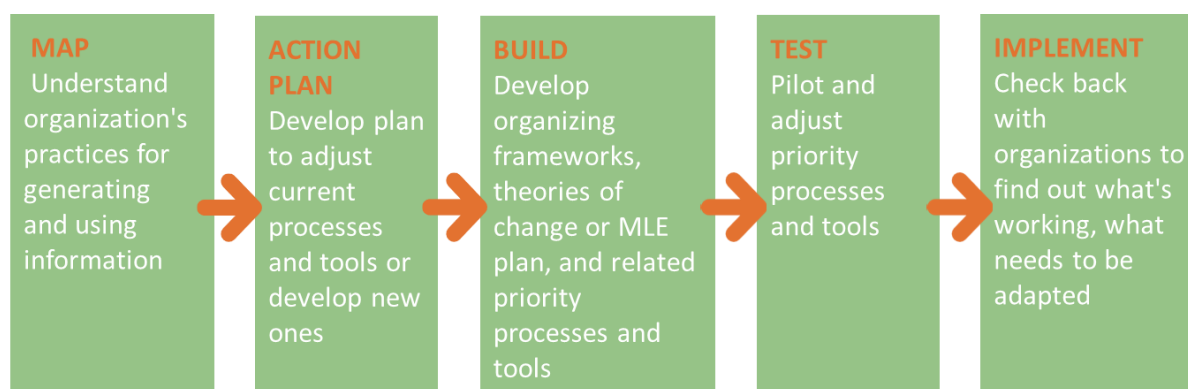 MAP
Understand
organization's
practices for
generating
and using
information
ACTION
PLAN
Develop plan
to adjust
current
processes
and tools or
develop new
ones
BUILD
Develop
organizing
frameworks,
theories of
change or MLE
plan, and related
priority
processes and
tools
TEST
Pilot and
adjust
priority
processes
and tools
IMPLEMENT
Check back
with
organizations to
find out what's
working, what
needs to be
adapted